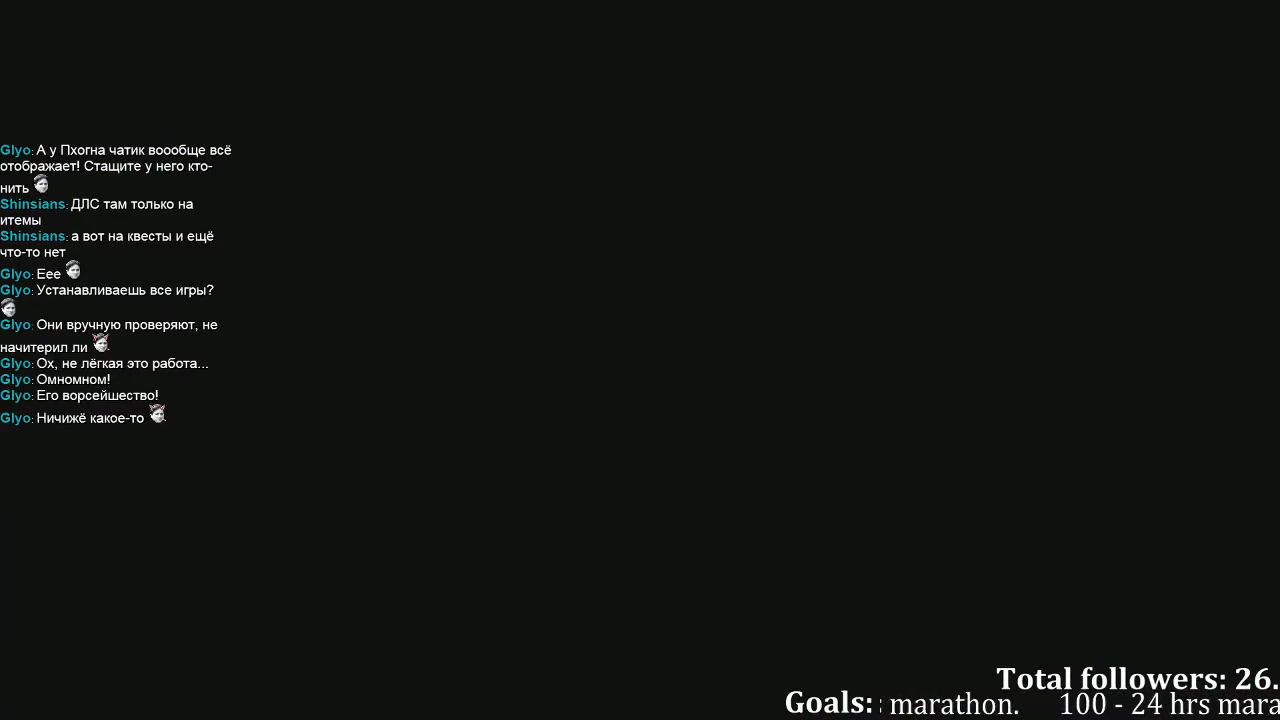 Glyo: А у Пхогна чатик воообще всё
отображает! Стащите у него кто-
нить
Shinsians: ДЛС там только на
итемы
Shinsians: а вот на квесты и ещё
что-то нет
Glyo: Еее
Glyo: Устанавливаешь все игры?
Glyo: Они вручную проверяют, не
начитерил ли
Glyo: Ох, не лёгкая это работа...
Glyo: Омномном!
Glyo: Его ворсейшество!
Glyo: Ничижё какое-то
Total followers: 26.
Goals: marathon. 100 - 24 hrs mara